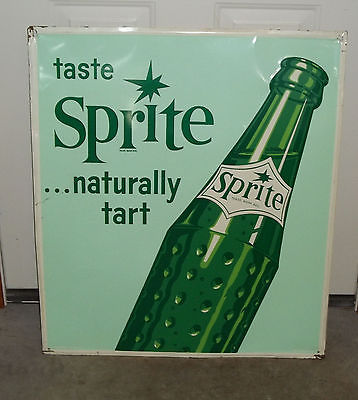 taste
Sprite
...naturally
tart
Sprite